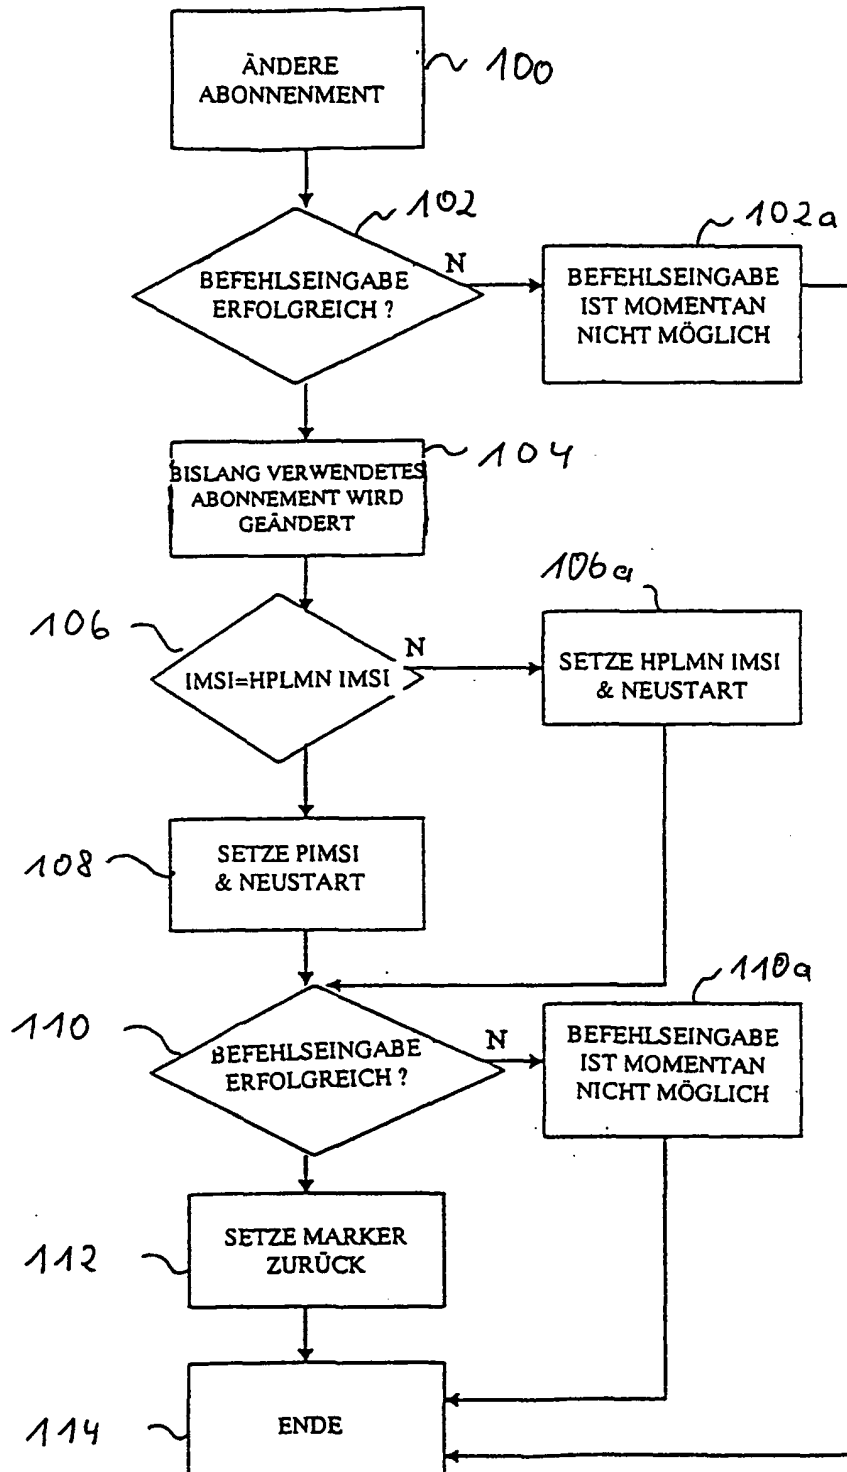 ÄNDERE
ABONNENMENT
100
102
BEFEHLSEINGABE
ERFOLGREICH ?
N
102a
BEFEHLSEINGABE
IST MOMENTAN
NICHT MÖGLICH
104
BISLANG VERWENDETES
ABONNEMENT WIRD
GEÄNDERT
106
IMSI=HPLMN IMSI
N
106a
SETZE HPLMN IMSI
& NEUSTART
108
SETZE PIMSI
& NEUSTART
110
BEFEHLSEINGABE
ERFOLGREICH ?
N
110a
BEFEHLSEINGABE
IST MOMENTAN
NICHT MÖGLICH
112
SETZE MARKER
ZURÜCK
114
ENDE